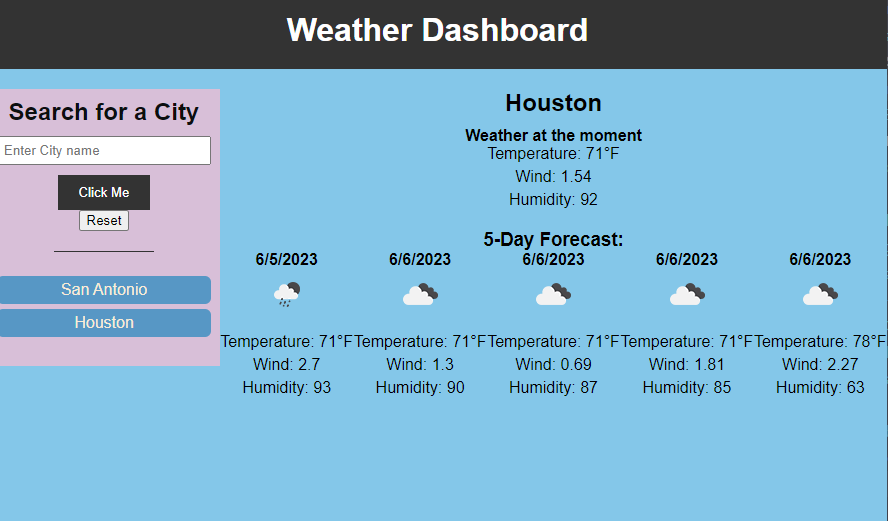 Weather Dashboard
Search for a City
Enter City name
Click Me
Reset
San Antonio
Houston
Houston
Weather at the moment
Temperature: 71°F
Wind: 1.54
Humidity: 92
5-Day Forecast:
6/5/2023 6/6/2023 6/6/2023 6/6/2023 6/6/2023
Temperature: 71°F Temperature: 71°F Temperature: 71°F Temperature: 71°F Temperature: 78°F
Wind: 2.7 Wind: 1.3 Wind: 0.69 Wind: 1.81 Wind: 2.27
Humidity: 93 Humidity: 90 Humidity: 87 Humidity: 85 Humidity: 63